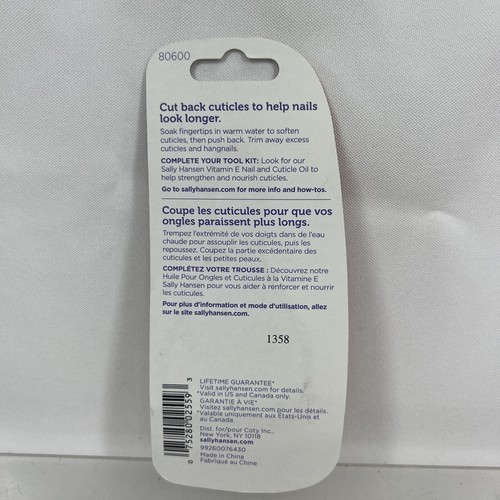 80600
Cut back cuticles to help nails
look longer.
Soak fingertips in warm water to soften
cuticles, then push back. Trim away excess
cuticles and hangnails.
COMPLETE YOUR TOOL KIT: Look for our
Sally Hansen Vitamin E Nail and Cuticle Oil to
help strengthen and nourish cuticles.
Go to sallyhansen.com for more info and how-tos.
Coupe les cuticules pour que vos
ongles paraissent plus longs.
Trempez l'extrémité de vos doigts dans de l'eau
chaude pour assouplir les cuticules, puis les
repousser. Coupez la partie excédentaire des
cuticules et les petites peaux.
COMPLÉTEZ VOTRE TROUSSE : Découvrez notre
Huile Pour Ongles et Cuticules à la Vitamine E
Sally Hansen pour vous aider à renforcer et nourrir
les cuticules.
Pour plus d'information et mode d'utilisation, allez
sur le site sallyhansen.com
1358
LIFETIME GUARANTEE*
Visit sallyhansen.com for details.
*Valid in US and Canada only.
GARANTIE À VIE*
Visitez sallyhansen.com pour les détails.
*Valable uniquement aux États-Unis et
au Canada.
Dist. for/pour Coty Inc.,
New York, NY 10118
sallyhansen.com
99260076430
Made in China
Fabriqué au Chine
0 75280 02559 3